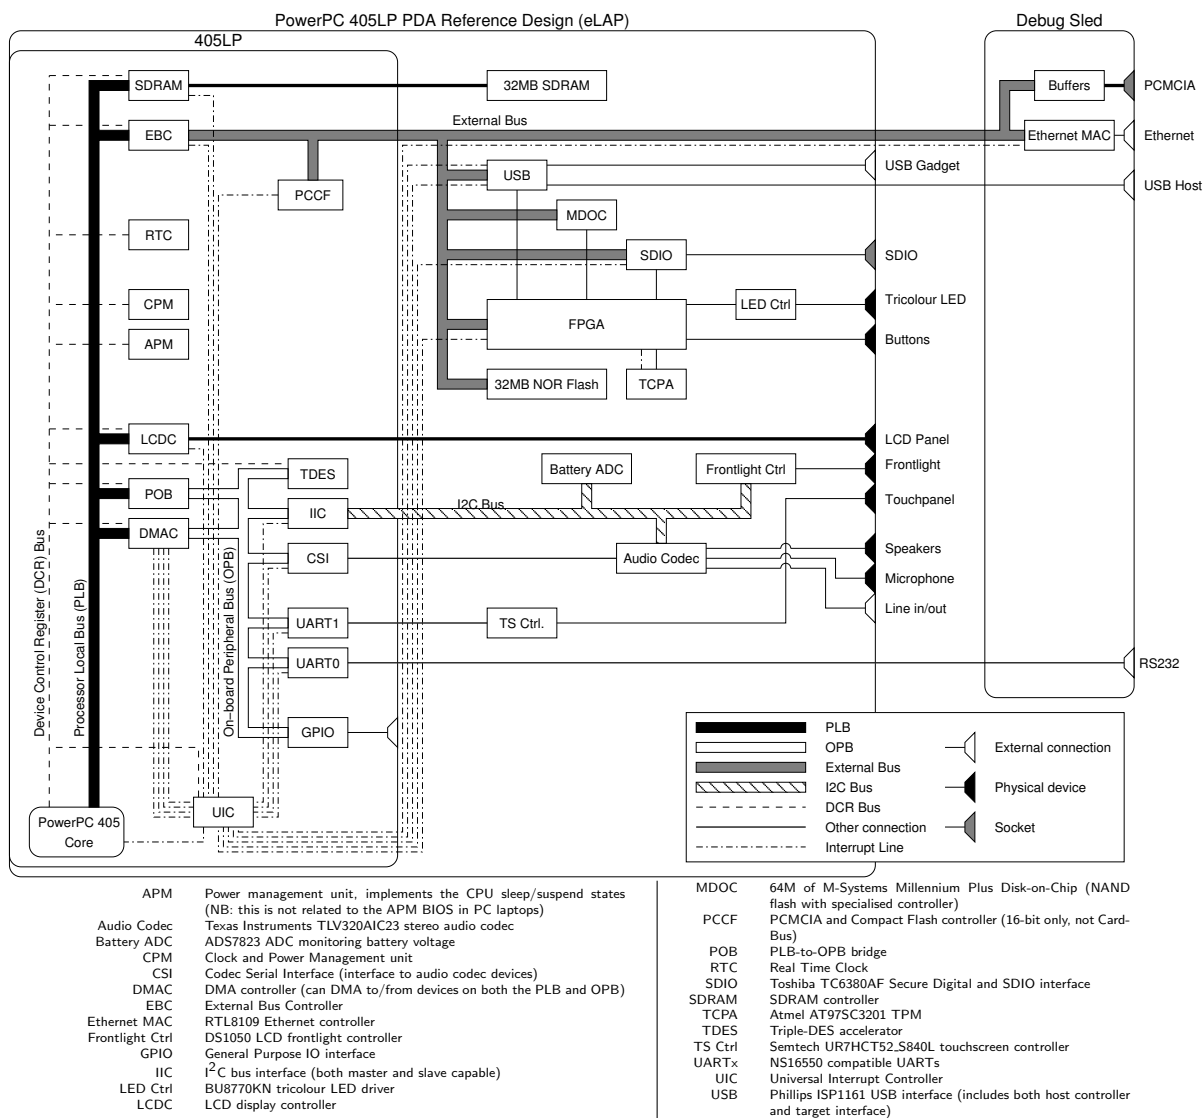 PowerPC 405LP PDA Reference Design (eLAP)
Debug Sled
405LP
SDRAM
32MB SDRAM
Buffers
PCMCIA
External Bus
EBC
Ethernet MAC
Ethernet
USB
USB Gadget
PCCF
USB Host
MDOC
RTC
SDIO
SDIO
CPM
LED Ctrl
Tricolour LED
FPGA
APM
Buttons
32MB NOR Flash
TCPA
LCDC
LCD Panel
TDES
Battery ADC
Frontlight Ctrl
Frontlight
POB
I2C Bus
Touchpanel
IIC
DMAC
CSI
Audio Codec
Speakers
Microphone
Line in/out
UART1
TS Ctrl.
UART0
RS232
Device Control Register (DCR) Bus
Processor Local Bus (PLB)
On-board Peripheral Bus (OPB)
GPIO
UIC
PowerPC 405
Core
PLB
OPB
External Bus
I2C Bus
DCR Bus
Other connection
Interrupt Line
External connection
Physical device
Socket
APM Power management unit, implements the CPU sleep/suspend states
(NB: this is not related to the APM BIOS in PC laptops)
Audio Codec Texas Instruments TLV320AIC23 stereo audio codec
Battery ADC ADS7823 ADC monitoring battery voltage
CPM Clock and Power Management unit
CSI Codec Serial Interface (interface to audio codec devices)
DMAC DMA controller (can DMA to/from devices on both the PLB and OPB)
EBC External Bus Controller
Ethernet MAC RTL8109 Ethernet controller
Frontlight Ctrl DS1050 LCD frontlight controller
GPIO General Purpose IO interface
IIC I2C bus interface (both master and slave capable)
LED Ctrl BU8770KN tricolour LED driver
LCDC LCD display controller
MDOC 64M of M-Systems Millennium Plus Disk-on-Chip (NAND
flash with specialised controller)
PCCF PCMCIA and Compact Flash controller (16-bit only, not Card-
Bus)
POB PLB-to-OPB bridge
RTC Real Time Clock
SDIO Toshiba TC6380AF Secure Digital and SDIO interface
SDRAM SDRAM controller
TCPA Atmel AT97SC3201 TPM
TDES Triple-DES accelerator
TS Ctrl Semtech UR7HCT52_S840L touchscreen controller
UARTx NS16550 compatible UARTs
UIC Universal Interrupt Controller
USB Phillips ISP1161 USB interface (includes both host controller
and target interface)